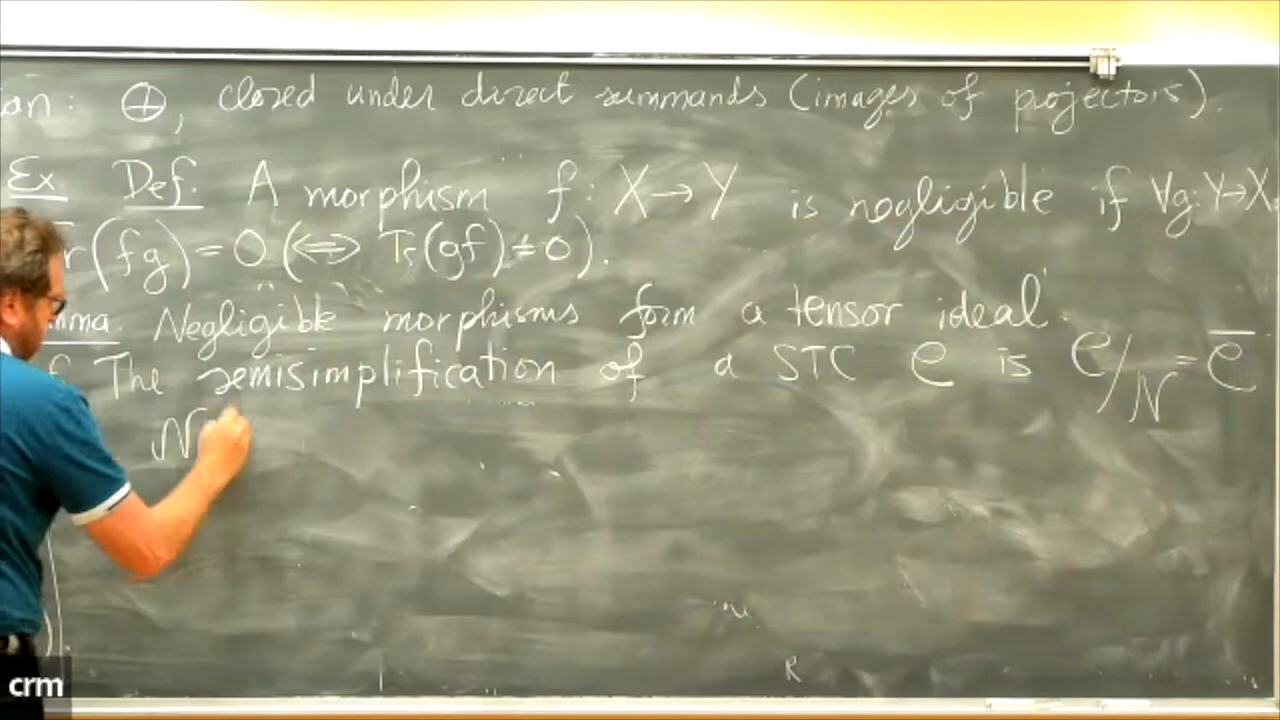 ian: ⊕, closed under direct summands (images of projectors).
Ex. Def: A morphism f: X→Y is negligible if ∀g: Y→X,
r(fg) = 0 (⟺ Tr(gf) = 0).
mma. Negligible morphisms form a tensor ideal.
f. The semisimplification of a STC C is C/N = C̅
N
R
crm